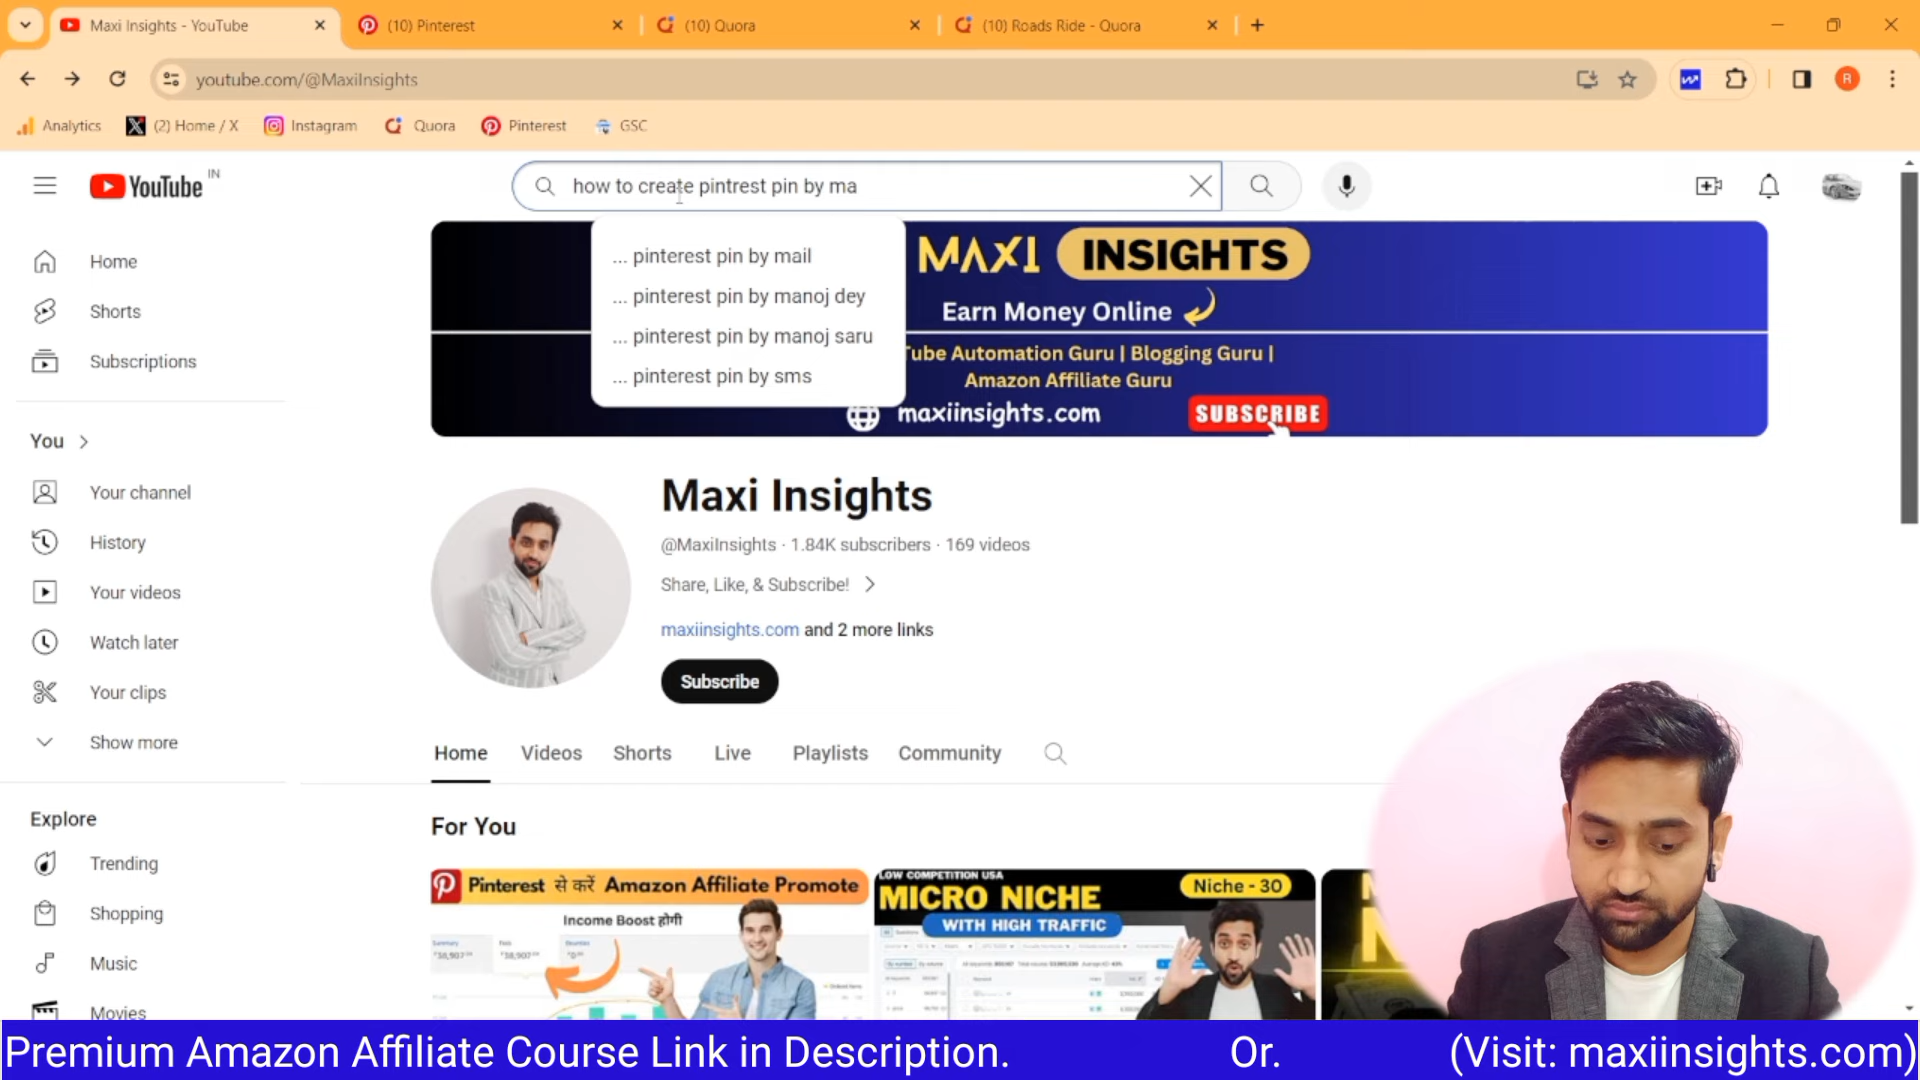 Maxi Insights - YouTube
(10) Pinterest
(10) Quora
(10) Roads Ride - Quora
youtube.com/@MaxiInsights
R
Analytics
(2) Home / X
Instagram
Quora
Pinterest
GSC
YouTube IN
how to create pintrest pin by ma
... pinterest pin by mail
... pinterest pin by manoj dey
... pinterest pin by manoj saru
... pinterest pin by sms
MAXI INSIGHTS
Earn Money Online
Tube Automation Guru | Blogging Guru |
Amazon Affiliate Guru
maxiinsights.com
SUBSCRIBE
Home
Shorts
Subscriptions
You
Your channel
History
Your videos
Watch later
Your clips
Show more
Explore
Trending
Shopping
Music
Movies
Maxi Insights
@MaxiInsights · 1.84K subscribers · 169 videos
Share, Like, & Subscribe!
maxiinsights.com and 2 more links
Subscribe
Home
Videos
Shorts
Live
Playlists
Community
For You
Pinterest से करें Amazon Affiliate Promote
Income Boost होगी
LOW COMPETITION USA
MICRO NICHE
Niche - 30
WITH HIGH TRAFFIC
Premium Amazon Affiliate Course Link in Description.
Or.
(Visit: maxiinsights.com)